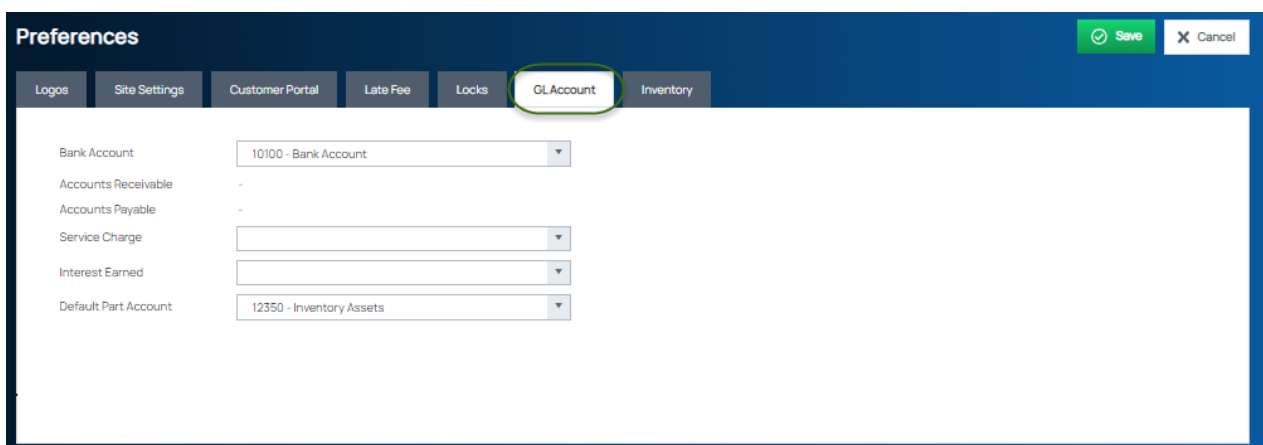 Preferences
Save
Cancel
Logos
Site Settings
Customer Portal
Late Fee
Locks
GL Account
Inventory
Bank Account
10100 - Bank Account
Accounts Receivable
-
Accounts Payable
-
Service Charge
Interest Earned
Default Part Account
12350 - Inventory Assets